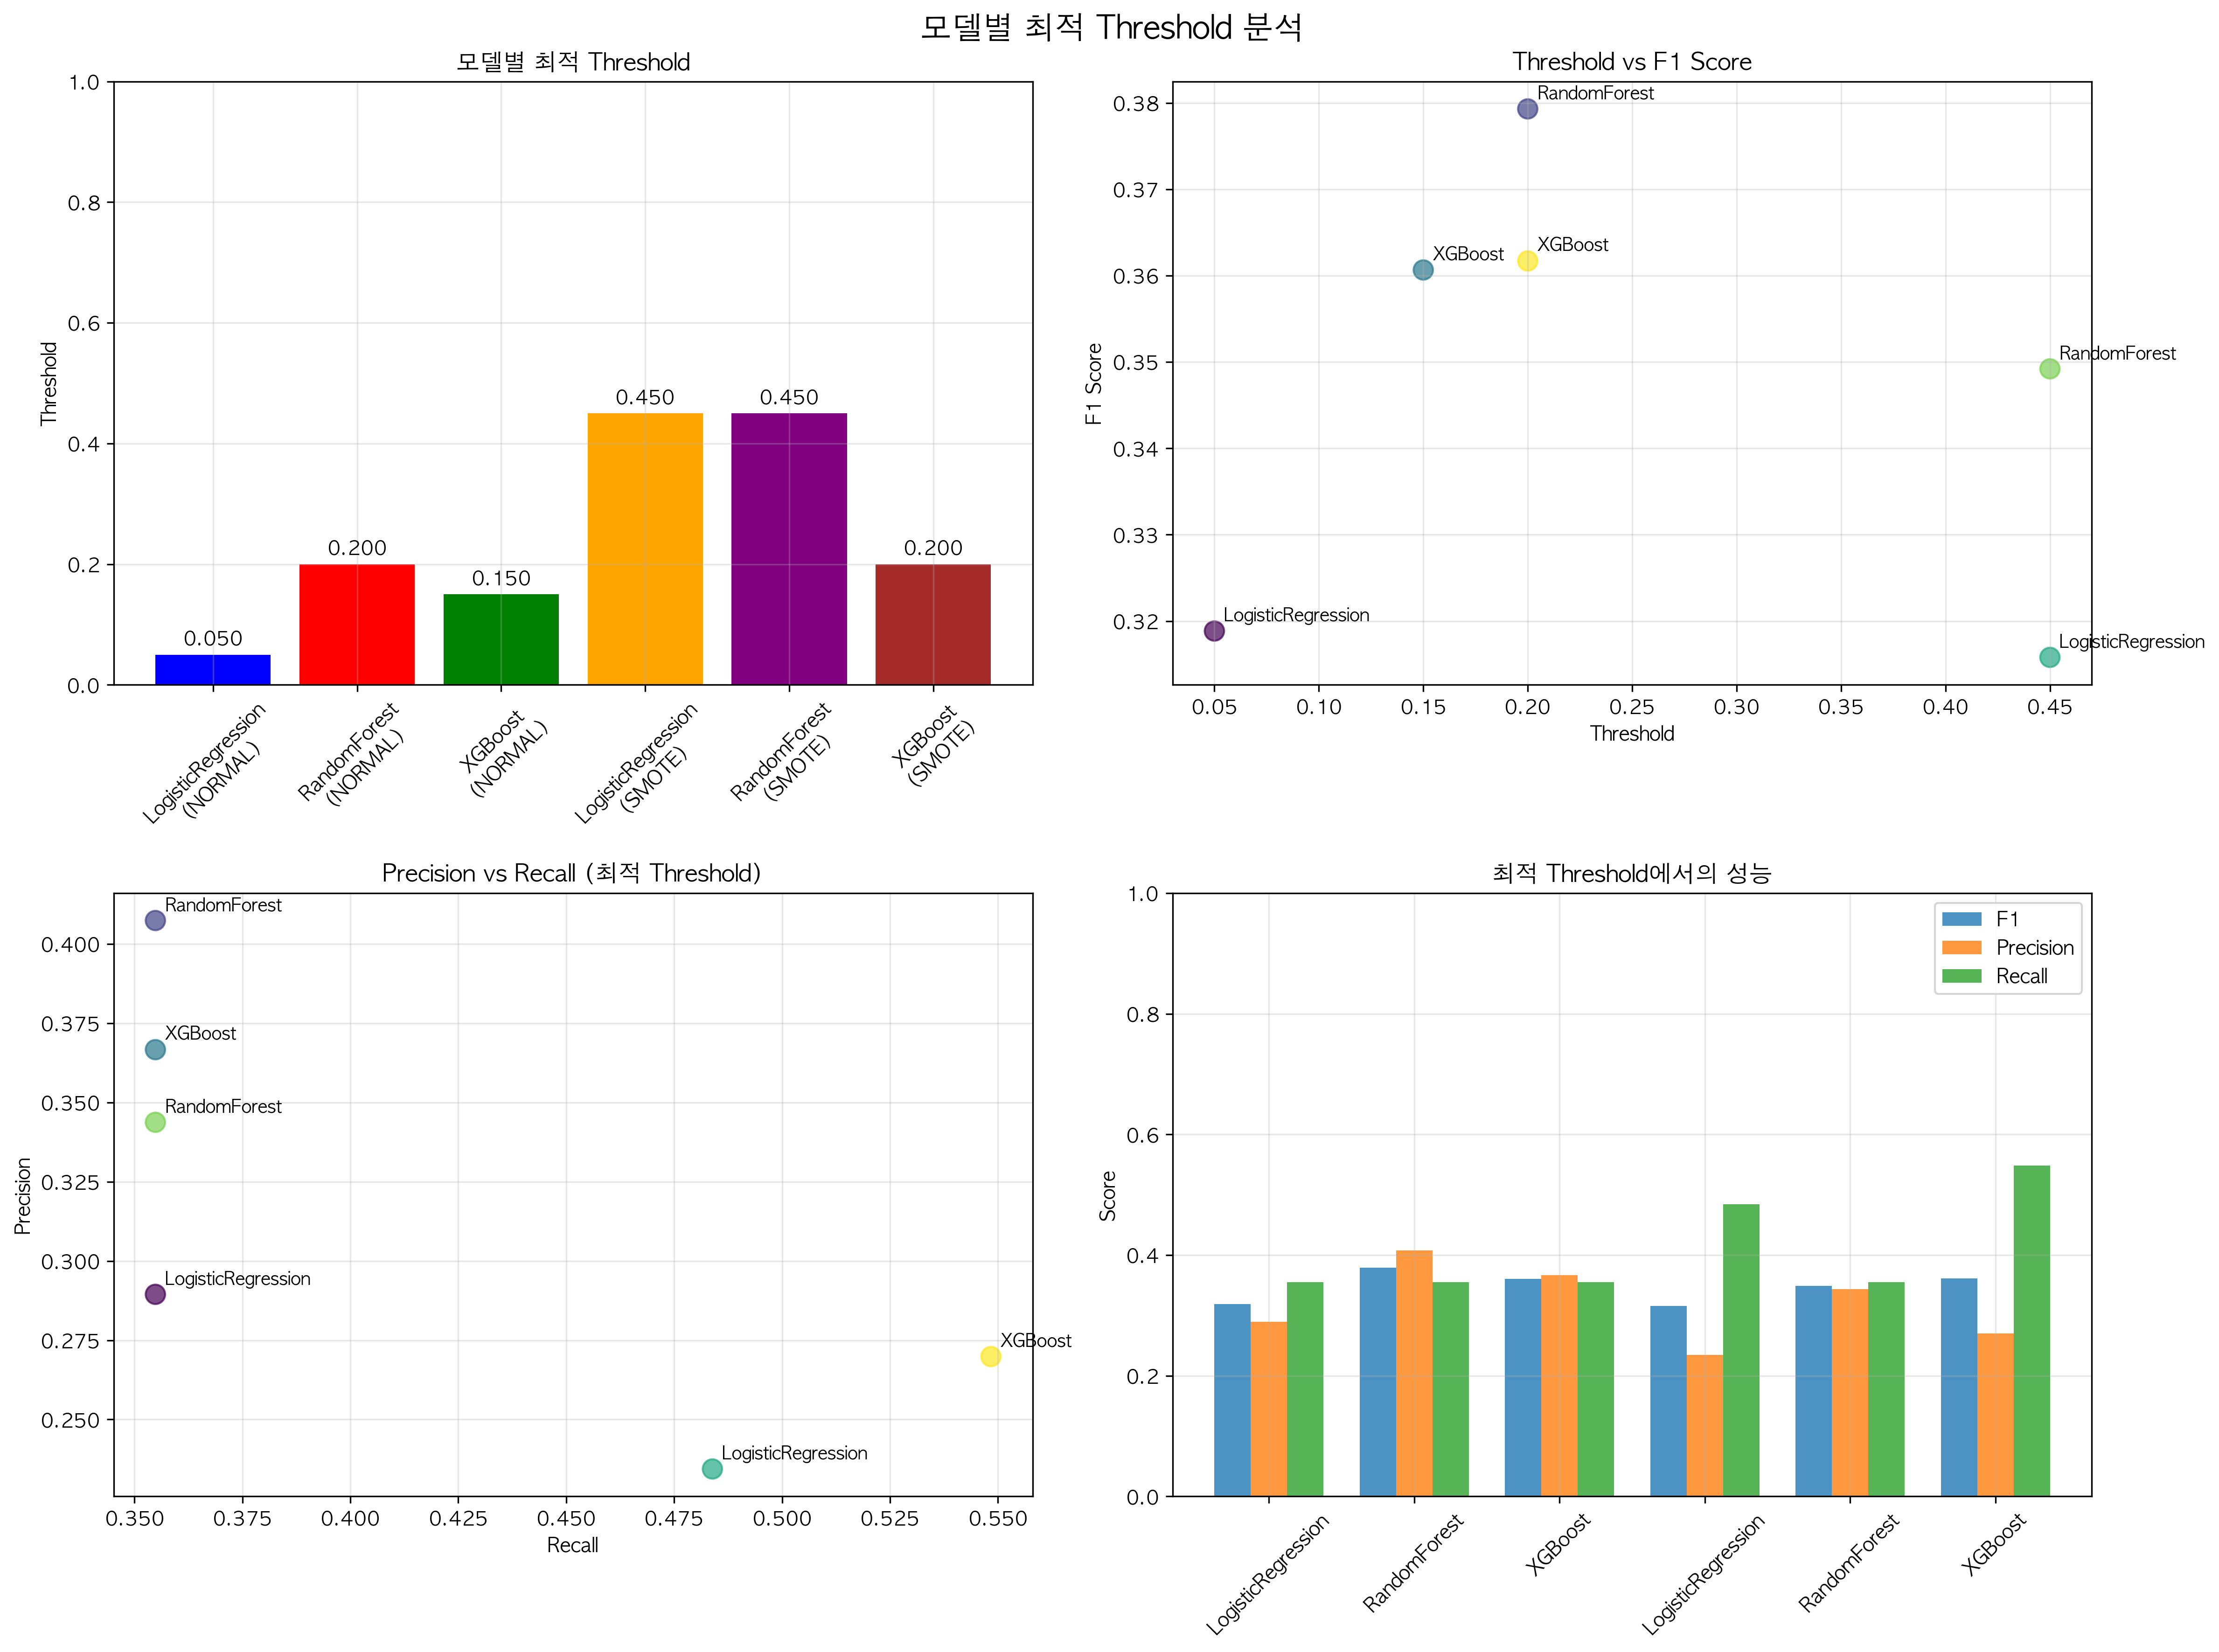 모델별 최적 Threshold 분석
모델별 최적 Threshold
1.0
0.8
0.6
0.4
0.2
0.0
Threshold
0.050
0.200
0.150
0.450
0.450
0.200
LogisticRegression
(NORMAL)
RandomForest
(NORMAL)
XGBoost
(NORMAL)
LogisticRegression
(SMOTE)
RandomForest
(SMOTE)
XGBoost
(SMOTE)
Threshold vs F1 Score
0.38
0.37
0.36
0.35
0.34
0.33
0.32
F1 Score
RandomForest
XGBoost
XGBoost
RandomForest
LogisticRegression
LogisticRegression
0.05 0.10 0.15 0.20 0.25 0.30 0.35 0.40 0.45
Threshold
Precision vs Recall (최적 Threshold)
0.400
0.375
0.350
0.325
0.300
0.275
0.250
Precision
RandomForest
XGBoost
RandomForest
LogisticRegression
XGBoost
LogisticRegression
0.350 0.375 0.400 0.425 0.450 0.475 0.500 0.525 0.550
Recall
최적 Threshold에서의 성능
1.0
0.8
0.6
0.4
0.2
0.0
Score
F1
Precision
Recall
LogisticRegression
RandomForest
XGBoost
LogisticRegression
RandomForest
XGBoost